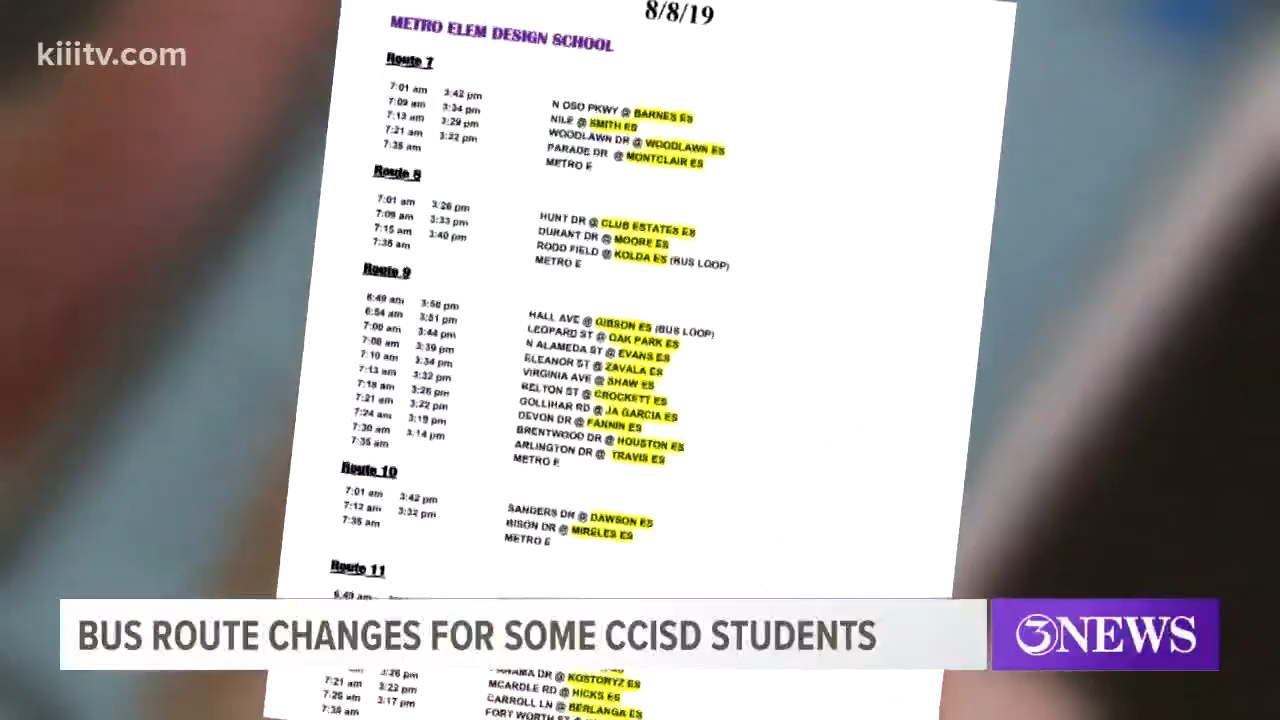 kiiitv.com
8/8/19
METRO ELEM DESIGN SCHOOL
Route 7
7:01 am 3:42 pm N OSO PKWY @ BARNES ES
7:09 am 3:34 pm NILE @ SMITH ES
7:13 am 3:29 pm WOODLAWN DR @ WOODLAWN ES
7:21 am 3:22 pm PARADE DR @ MONTCLAIR ES
7:35 am METRO E
Route 8
7:01 am 3:26 pm HUNT DR @ CLUB ESTATES ES
7:09 am 3:33 pm DURANT DR @ MOORE ES
7:15 am 3:40 pm RODD FIELD @ KOLDA ES (BUS LOOP)
7:35 am METRO E
Route 9
6:49 am 3:56 pm HALL AVE @ GIBSON ES (BUS LOOP)
6:54 am 3:51 pm LEOPARD ST @ OAK PARK ES
7:00 am 3:44 pm N ALAMEDA ST @ EVANS ES
7:08 am 3:39 pm ELEANOR ST @ ZAVALA ES
7:10 am 3:34 pm VIRGINIA AVE @ SHAW ES
7:13 am 3:32 pm BELTON ST @ CROCKETT ES
7:18 am 3:26 pm GOLLIHAR RD @ JA GARCIA ES
7:21 am 3:22 pm DEVON DR @ FANNIN ES
7:24 am 3:19 pm BRENTWOOD DR @ HOUSTON ES
7:30 am 3:14 pm ARLINGTON DR @ TRAVIS ES
7:35 am METRO E
Route 10
7:01 am 3:42 pm SANDERS DR @ DAWSON ES
7:12 am 3:32 pm BISON DR @ MIRELES ES
7:35 am METRO E
Route 11
6:49 am
BUS ROUTE CHANGES FOR SOME CCISD STUDENTS
3NEWS
3:26 pm PANAMA DR @ KOSTORYZ ES
7:21 am 3:22 pm MCARDLE RD @ HICKS ES
7:26 am 3:17 pm CARROLL LN @ BERLANGA ES
7:35 am FORT WORTH ST @ ES